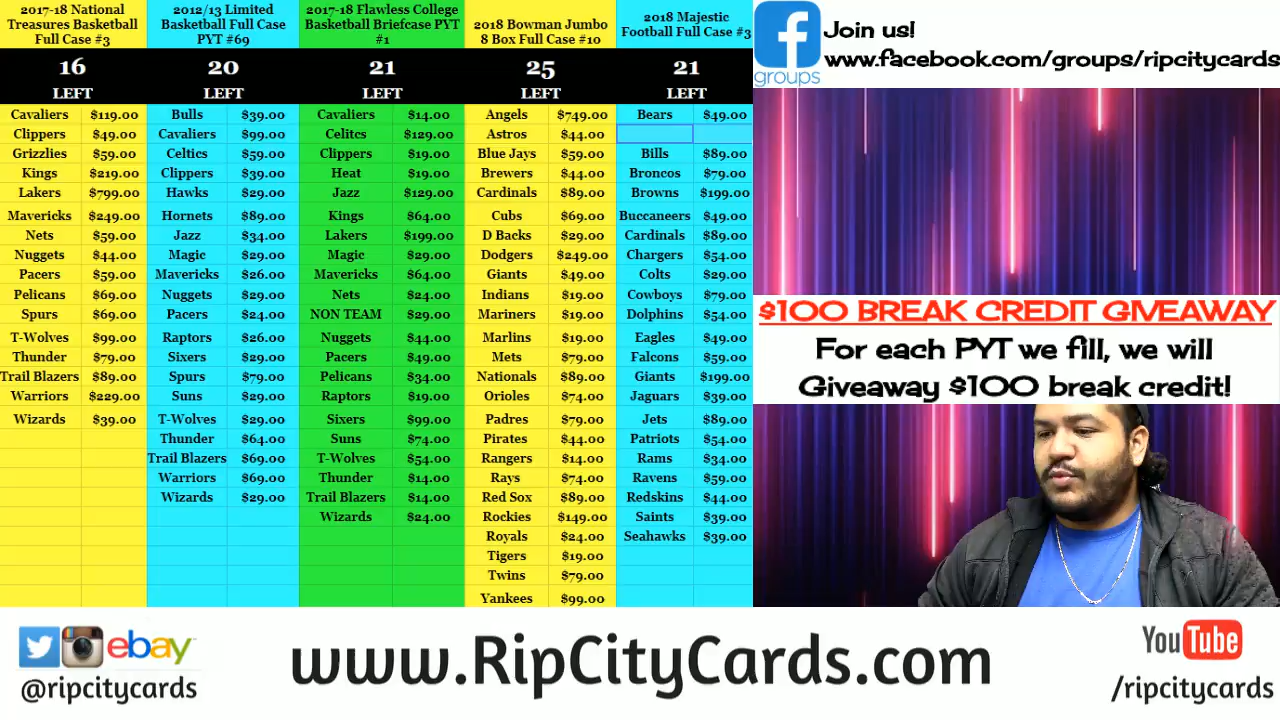 2017-18 National
Treasures Basketball
Full Case #3
16
LEFT
Cavaliers $119.00
Clippers $49.00
Grizzlies $59.00
Kings $219.00
Lakers $799.00
Mavericks $249.00
Nets $59.00
Nuggets $44.00
Pacers $59.00
Pelicans $69.00
Spurs $69.00
T-Wolves $99.00
Thunder $79.00
Trail Blazers $89.00
Warriors $229.00
Wizards $39.00
2012/13 Limited
Basketball Full Case
PYT #69
20
LEFT
Bulls $39.00
Cavaliers $99.00
Celtics $59.00
Clippers $39.00
Hawks $29.00
Hornets $89.00
Jazz $34.00
Magic $29.00
Mavericks $26.00
Nuggets $29.00
Pacers $24.00
Raptors $26.00
Sixers $29.00
Spurs $79.00
Suns $29.00
T-Wolves $29.00
Thunder $64.00
Trail Blazers $69.00
Warriors $69.00
Wizards $29.00
2017-18 Flawless College
Basketball Briefcase PYT
#1
21
LEFT
Cavaliers $14.00
Celitcs $129.00
Clippers $19.00
Heat $19.00
Jazz $129.00
Kings $64.00
Lakers $199.00
Magic $29.00
Mavericks $64.00
Nets $24.00
NON TEAM $29.00
Nuggets $44.00
Pacers $49.00
Pelicans $34.00
Raptors $19.00
Sixers $99.00
Suns $74.00
T-Wolves $54.00
Thunder $14.00
Trail Blazers $14.00
Wizards $24.00
2018 Bowman Jumbo
8 Box Full Case #10
25
LEFT
Angels $749.00
Astros $44.00
Blue Jays $59.00
Brewers $44.00
Cardinals $89.00
Cubs $69.00
D Backs $29.00
Dodgers $249.00
Giants $49.00
Indians $19.00
Mariners $19.00
Marlins $19.00
Mets $79.00
Nationals $89.00
Orioles $74.00
Padres $79.00
Pirates $44.00
Rangers $14.00
Rays $74.00
Red Sox $89.00
Rockies $149.00
Royals $24.00
Tigers $19.00
Twins $79.00
Yankees $99.00
2018 Majestic
Football Full Case #3
21
LEFT
Bears $49.00
Bills $89.00
Broncos $79.00
Browns $199.00
Buccaneers $49.00
Cardinals $89.00
Chargers $54.00
Colts $29.00
Cowboys $79.00
Dolphins $54.00
Eagles $49.00
Falcons $59.00
Giants $199.00
Jaguars $39.00
Jets $89.00
Patriots $54.00
Rams $34.00
Ravens $59.00
Redskins $44.00
Saints $39.00
Seahawks $39.00
f
groups
Join us!
www.facebook.com/groups/ripcitycards
$100 BREAK CREDIT GIVEAWAY
For each PYT we fill, we will
Giveaway $100 break credit!
ebay
@ripcitycards
www.RipCityCards.com
YouTube
/ripcitycards